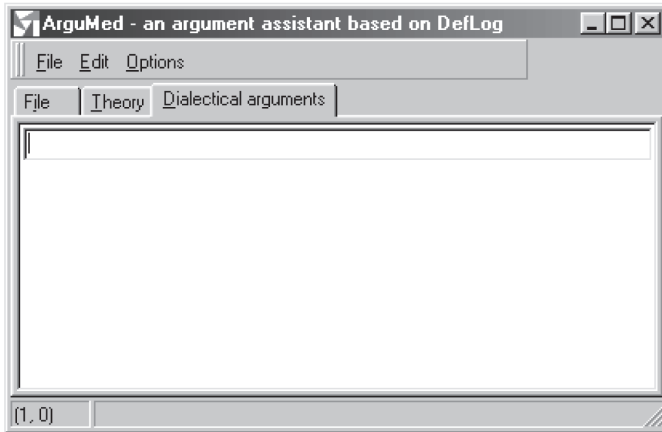 ArguMed - an argument assistant based on DefLog
File Edit Options
File Theory Dialectical arguments
(1, 0)